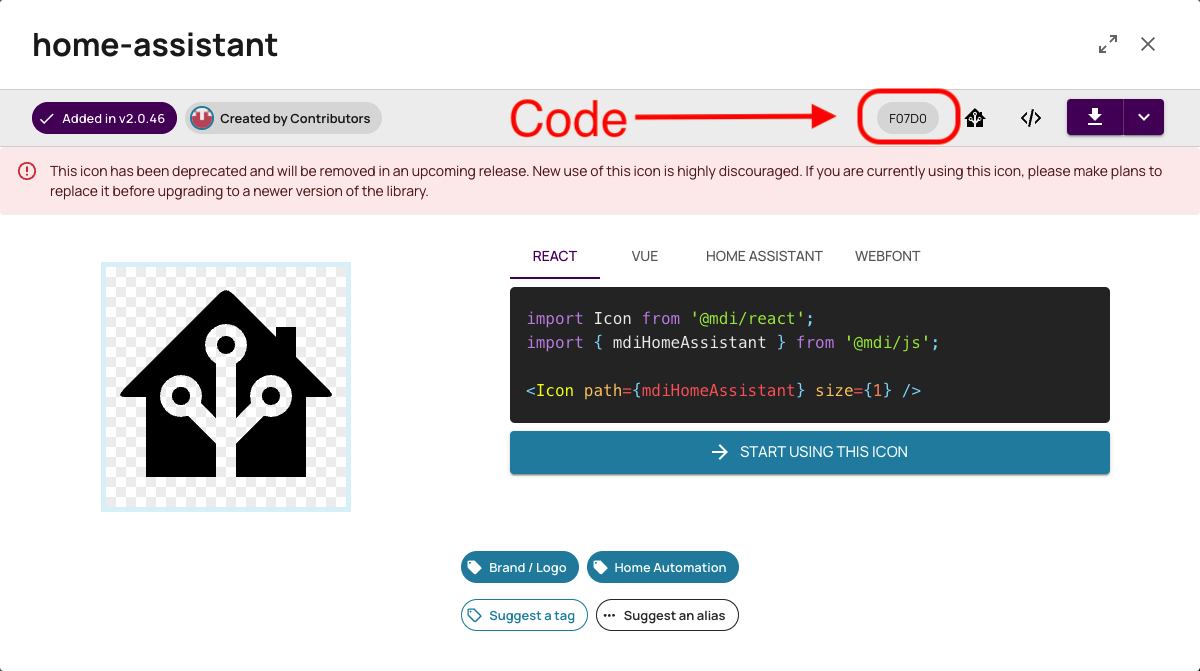 home-assistant
Added in v2.0.46
Created by Contributors
Code
F07D0
This icon has been deprecated and will be removed in an upcoming release. New use of this icon is highly discouraged. If you are currently using this icon, please make plans to
replace it before upgrading to a newer version of the library.
REACT
VUE
HOME ASSISTANT
WEBFONT
import Icon from '@mdi/react';
import { mdiHomeAssistant } from '@mdi/js';
<Icon path={mdiHomeAssistant} size={1} />
START USING THIS ICON
Brand / Logo
Home Automation
Suggest a tag
Suggest an alias